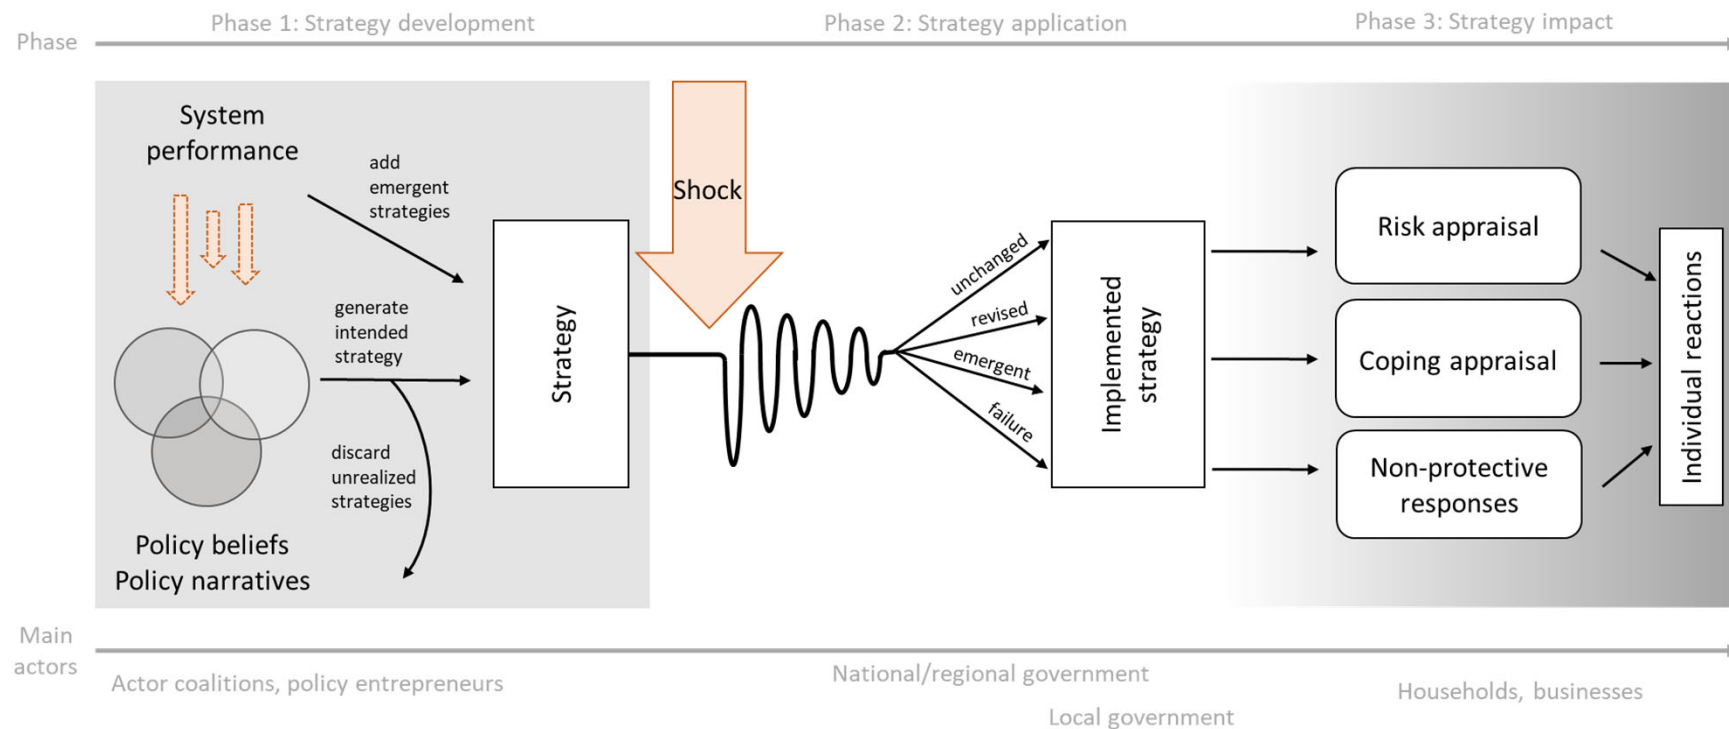 Phase
Phase 1: Strategy development
Phase 2: Strategy application
Phase 3: Strategy impact
System
performance
add
emergent
strategies
generate
intended
strategy
discard
unrealized
strategies
Policy beliefs
Policy narratives
Strategy
Shock
unchanged
revised
emergent
failure
Implemented
strategy
Risk appraisal
Coping appraisal
Non-protective
responses
Individual reactions
Main
actors
Actor coalitions, policy entrepreneurs
National/regional government
Local government
Households, businesses